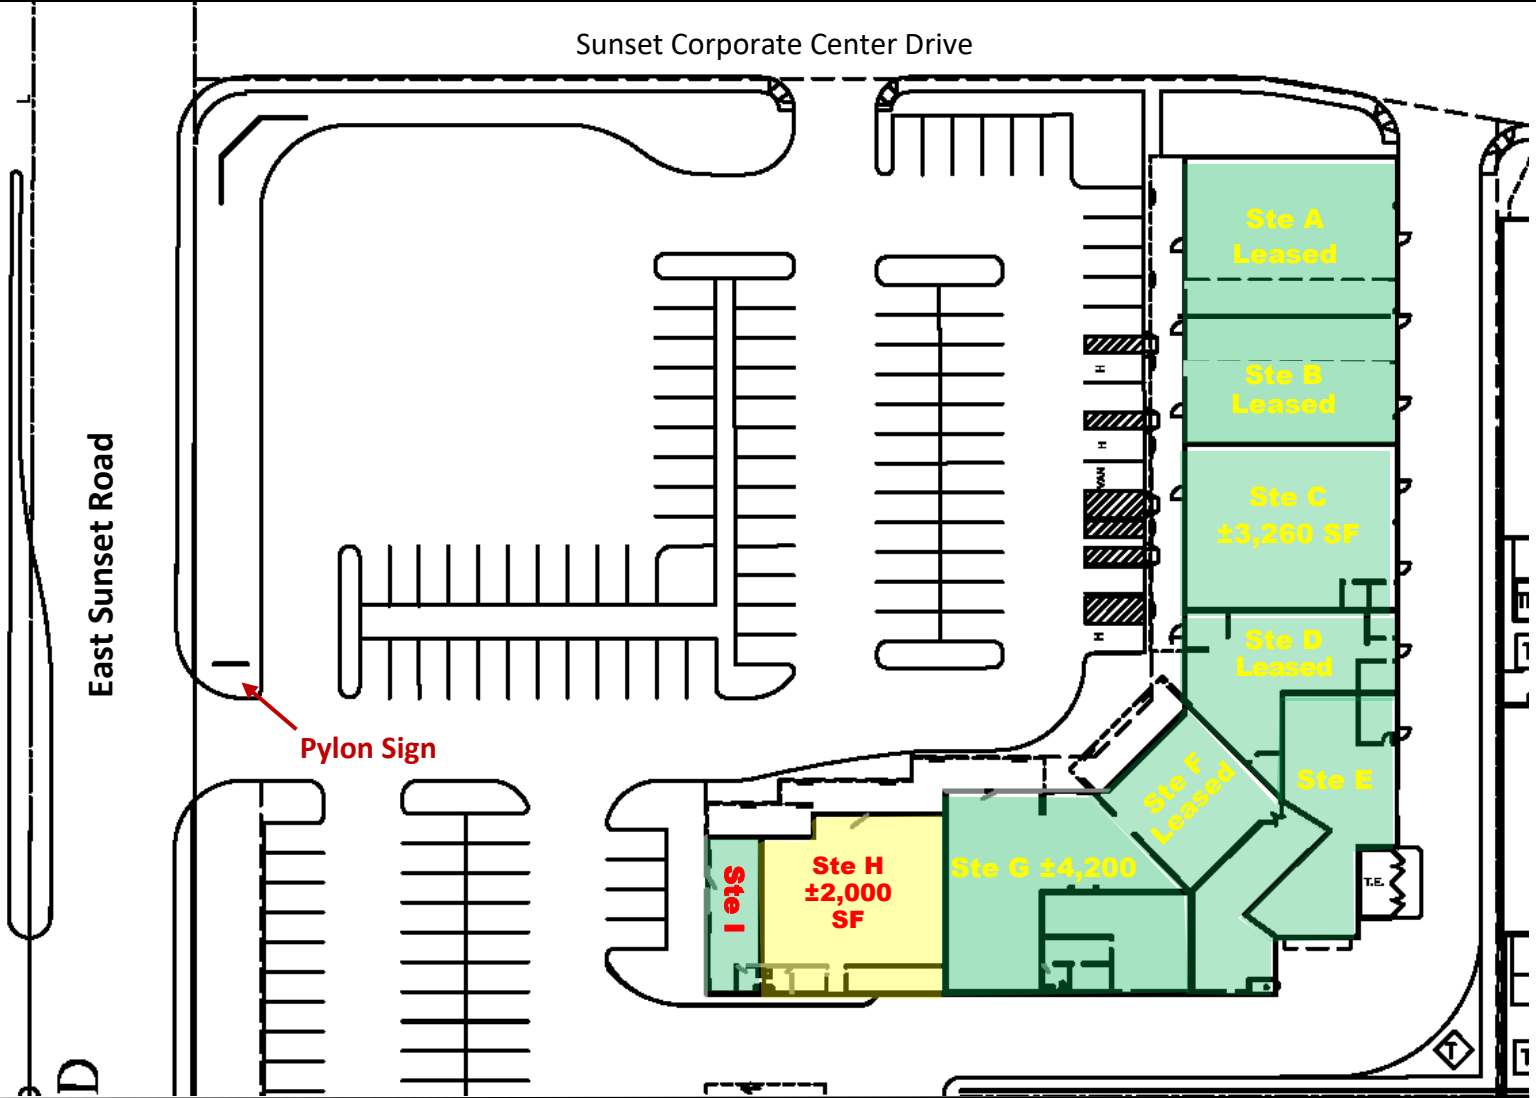 Sunset Corporate Center Drive
L
Ste A
Leased
Ste B
Leased
H
H
VAN
H
Ste C
±3,260 SF
East Sunset Road
Ste D
Leased
Pylon Sign
Ste F
Leased
Ste E
Ste G ±4,200
Ste H
±2,000
SF
Ste I
T.E.
T
D